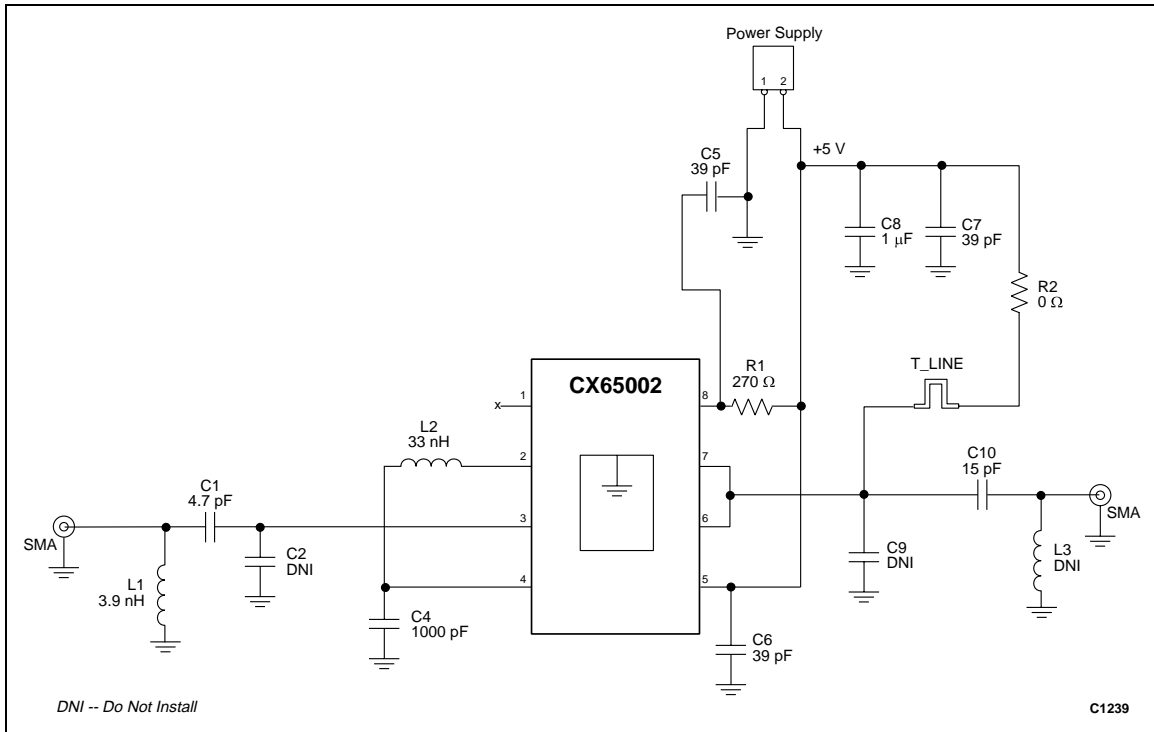 Power Supply
1 2
+5 V
C5
39 pF
C8
1 µF
C7
39 pF
R2
0 Ω
T_LINE
R1
270 Ω
CX65002
x
1
8
L2
33 nH
2
7
C10
15 pF
C1
4.7 pF
3
6
SMA
SMA
C2
DNI
C9
DNI
L3
DNI
L1
3.9 nH
4
5
C4
1000 pF
C6
39 pF
DNI -- Do Not Install
C1239